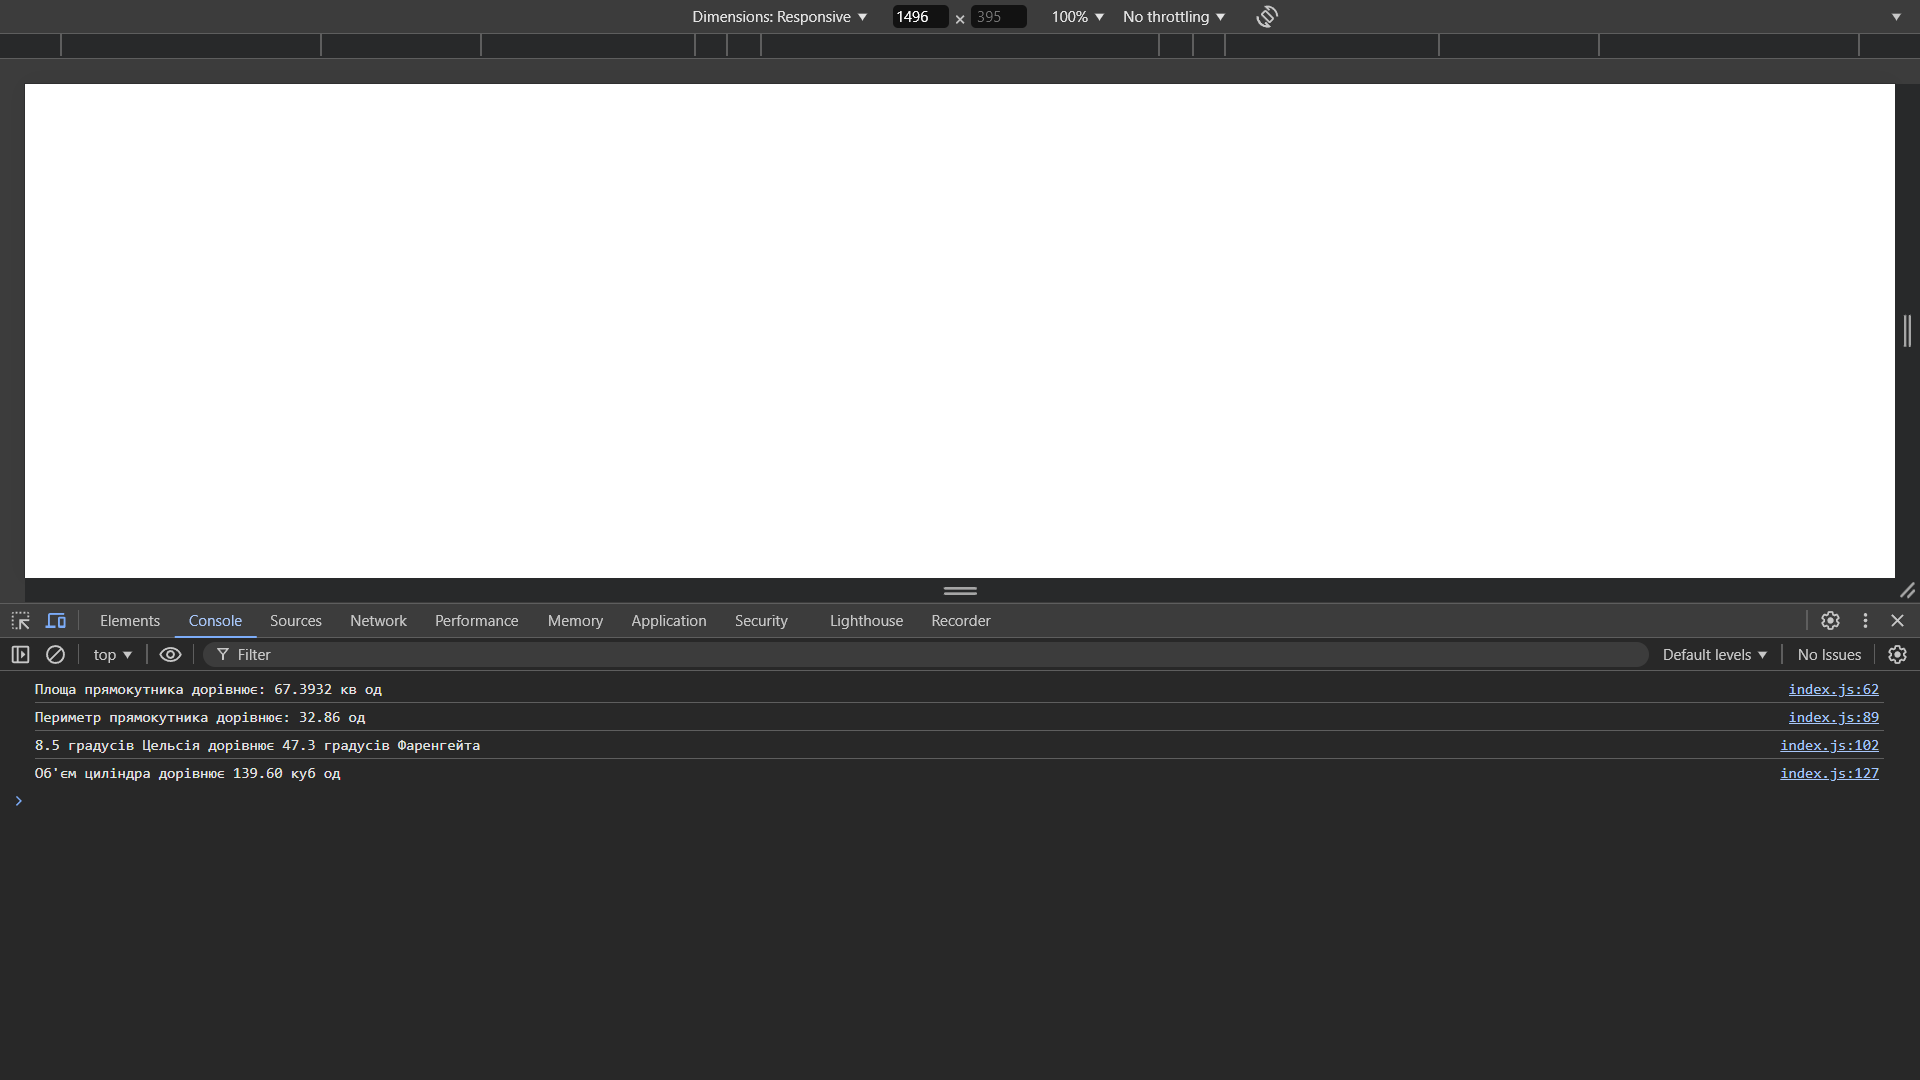 Dimensions: Responsive ▼ 1496 × 395 100% ▼ No throttling ▼
Elements Console Sources Network Performance Memory Application Security Lighthouse Recorder
top ▼ Filter Default levels ▼ No Issues
Площа прямокутника дорівнює: 67.3932 кв од index.js:62
Периметр прямокутника дорівнює: 32.86 од index.js:89
8.5 градусів Цельсія дорівнює 47.3 градусів Фаренгейта index.js:102
Об'єм циліндра дорівнює 139.60 куб од index.js:127